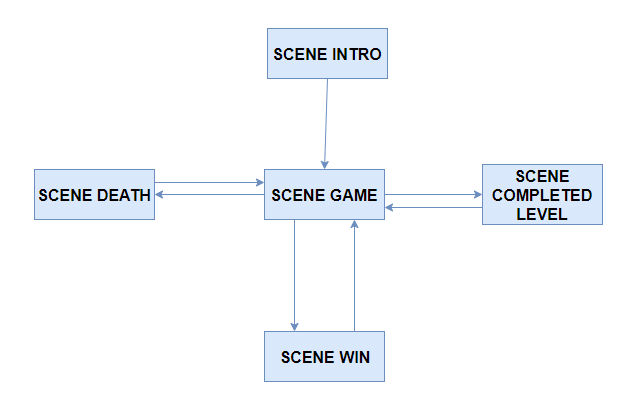 SCENE INTRO
SCENE DEATH
SCENE GAME
SCENE
COMPLETED
LEVEL
SCENE WIN